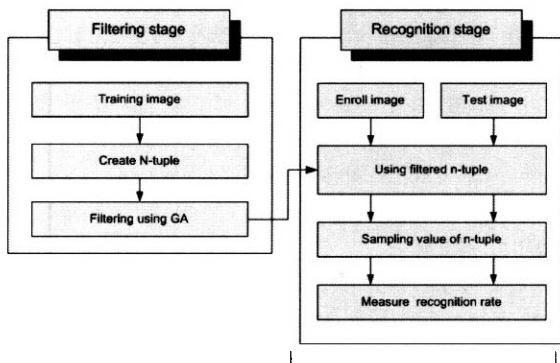 Filtering stage
Training image
Create N-tuple
Filtering using GA
Recognition stage
Enroll image
Test image
Using filtered n-tuple
Sampling value of n-tuple
Measure recognition rate